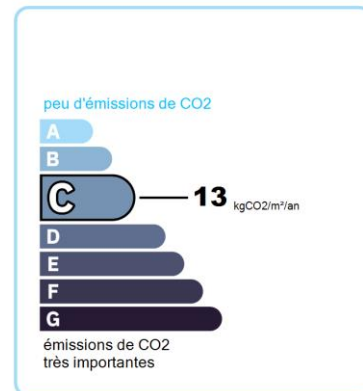 peu d'émissions de CO2
A
B
C 13 kgCO2/m²/an
D
E
F
G
émissions de CO2
très importantes